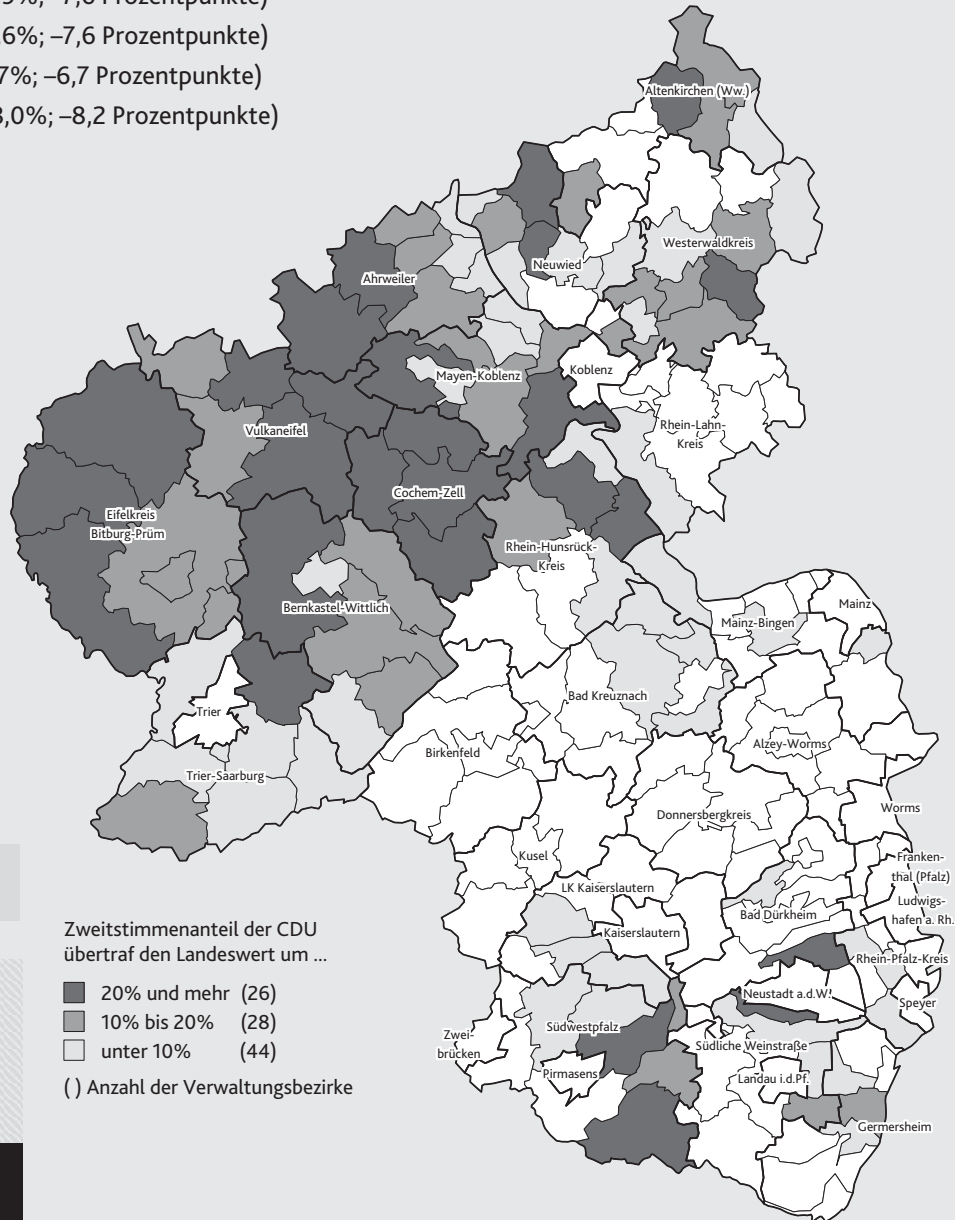 Prozentpunkte)
6%; –7,6 Prozentpunkte)
7%; –6,7 Prozentpunkte)
3,0%; –8,2 Prozentpunkte)
Altenkirchen (Ww.)
Westerwaldkreis
Neuwied
Ahrweiler
Koblenz
Mayen-Koblenz
Rhein-Lahn-
Kreis
Vulkaneifel
Cochem-Zell
Eifelkreis
Bitburg-Prüm
Rhein-Hunsrück-
Kreis
Bernkastel-Wittlich
Mainz
Mainz-Bingen
Bad Kreuznach
Trier
Alzey-Worms
Birkenfeld
Trier-Saarburg
Worms
Donnersbergkreis
Kusel
Franken-
thal (Pfalz)
LK Kaiserslautern
Ludwigs-
hafen a. Rh.
Bad Dürkheim
Kaiserslautern
Rhein-Pfalz-Kreis
Neustadt a.d.W.
Speyer
Südwestpfalz
Zwei-
brücken
Südliche Weinstraße
Pirmasens
Landau i.d.Pf.
Germersheim
Zweitstimmenanteil der CDU
übertraf den Landeswert um ...
20% und mehr (26)
10% bis 20% (28)
unter 10% (44)
( ) Anzahl der Verwaltungsbezirke